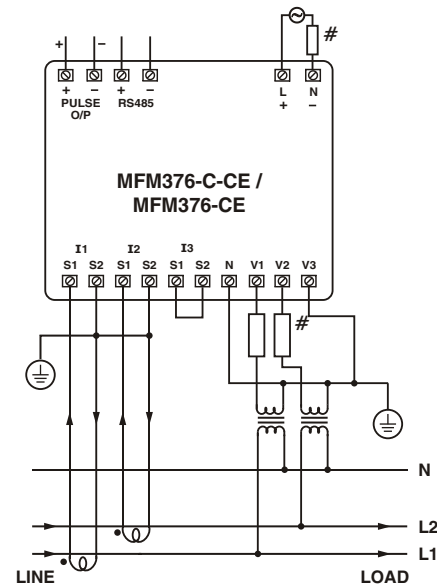 + –
#
+ – + –
L N
PULSE O/P RS485
+ –
MFM376-C-CE /
MFM376-CE
I1 I2 I3
S1 S2 S1 S2 S1 S2 N V1 V2 V3
#
N
L2
L1
LINE LOAD